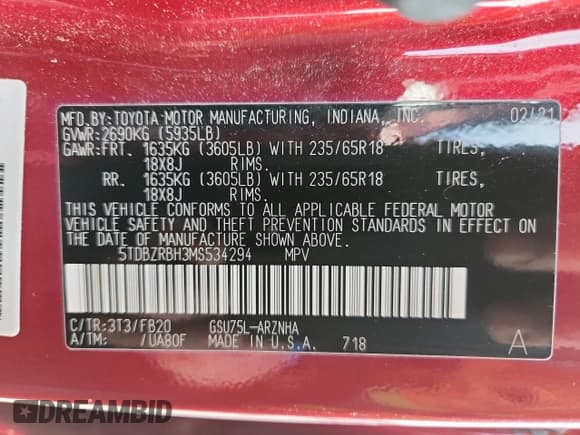 MFD.BY:TOYOTA MOTOR MANUFACTURING, INDIANA, INC. 02/21
GVWR:2690KG (5935LB)
GAWR:FRT. 1635KG (3605LB) WITH 235/65R18 TIRES,
18X8J RIMS.
RR. 1635KG (3605LB) WITH 235/65R18 TIRES,
18X8J RIMS.
THIS VEHICLE CONFORMS TO ALL APPLICABLE FEDERAL MOTOR
VEHICLE SAFETY AND THEFT PREVENTION STANDARDS IN EFFECT ON
THE DATE OF MANUFACTURE SHOWN ABOVE.
5TDBZRBH3MS534294 MPV
C/TR:3T3/FB20 GSU75L-ARZNHA
A/TM: /UA80F MADE IN U.S.A. 718 A
DREAMBID